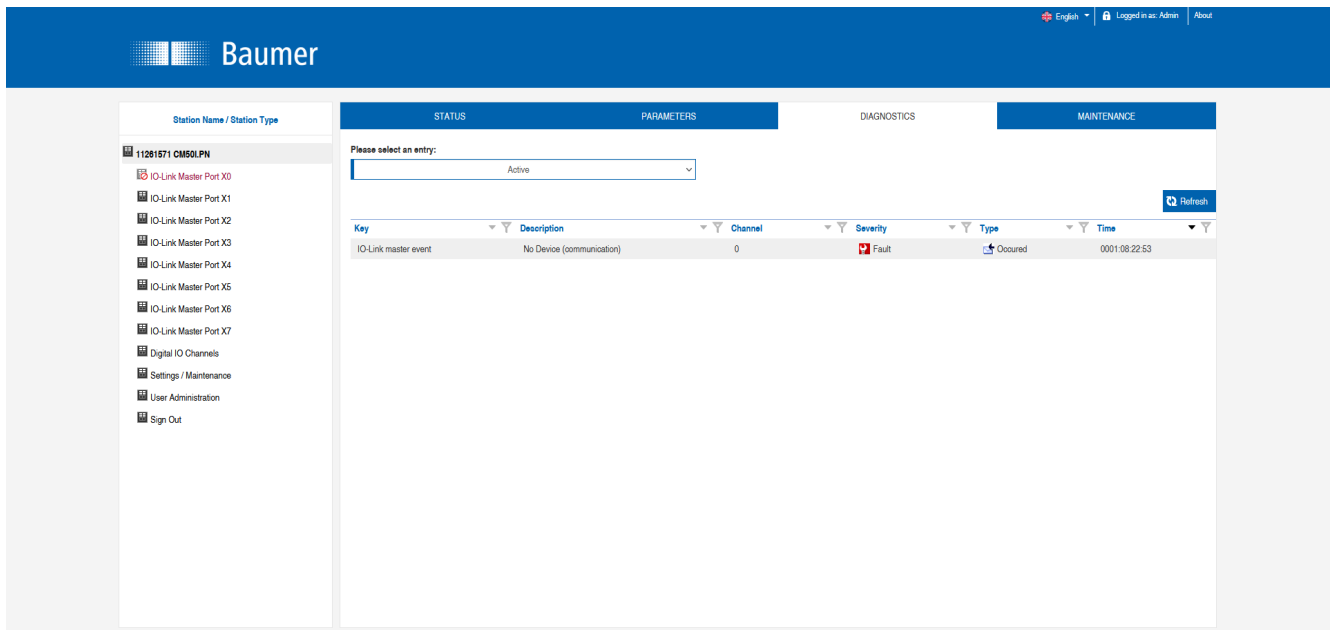 English
Logged in as: Admin
About
Baumer
Station Name / Station Type
11261571 CM50I.PN
IO-Link Master Port X0
IO-Link Master Port X1
IO-Link Master Port X2
IO-Link Master Port X3
IO-Link Master Port X4
IO-Link Master Port X5
IO-Link Master Port X6
IO-Link Master Port X7
Digital IO Channels
Settings / Maintenance
User Administration
Sign Out
STATUS PARAMETERS DIAGNOSTICS MAINTENANCE
Please select an entry:
Active
Refresh
Key Description Channel Severity Type Time
IO-Link master event No Device (communication) 0 Fault Occured 0001:08:22:53